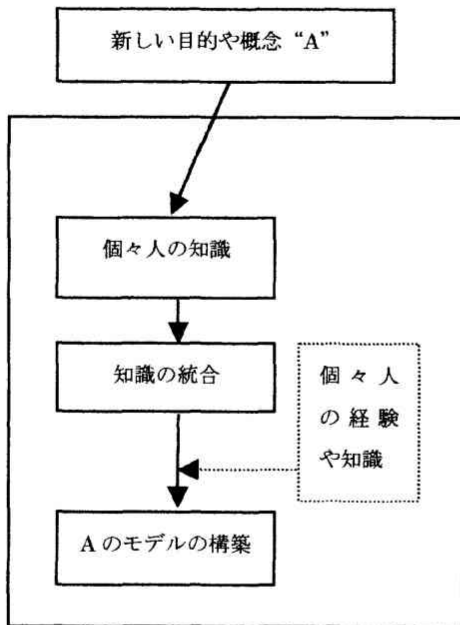 新しい目的や概念“A”
個々人の知識
知識の統合
個々人
の経験
や知識
Aのモデルの構築